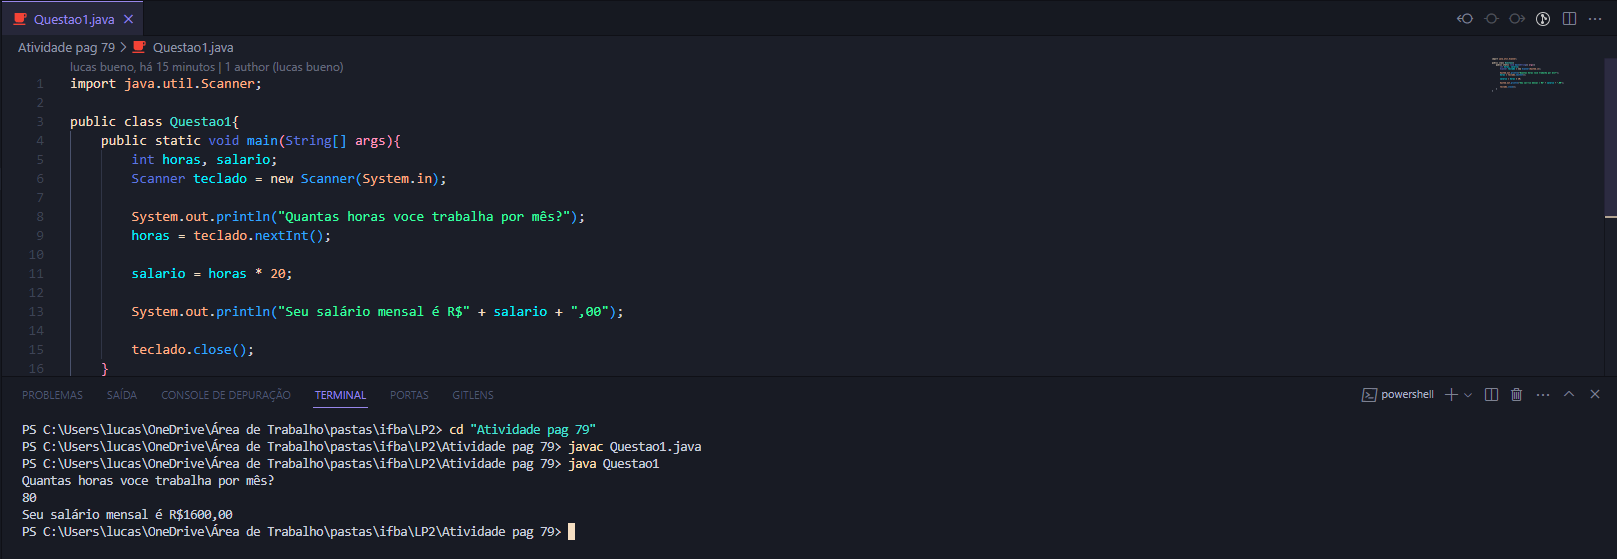 Questao1.java
Atividade pag 79 > Questao1.java
lucas bueno, há 15 minutos | 1 author (lucas bueno)
1 import java.util.Scanner;
2
3 public class Questao1{
4 public static void main(String[] args){
5 int horas, salario;
6 Scanner teclado = new Scanner(System.in);
7
8 System.out.println("Quantas horas voce trabalha por mês?");
9 horas = teclado.nextInt();
10
11 salario = horas * 20;
12
13 System.out.println("Seu salário mensal é R$" + salario + ",00");
14
15 teclado.close();
16 }
PROBLEMAS SAÍDA CONSOLE DE DEPURAÇÃO TERMINAL PORTAS GITLENS powershell
PS C:\Users\lucas\OneDrive\Área de Trabalho\pastas\ifba\LP2> cd "Atividade pag 79"
PS C:\Users\lucas\OneDrive\Área de Trabalho\pastas\ifba\LP2\Atividade pag 79> javac Questao1.java
PS C:\Users\lucas\OneDrive\Área de Trabalho\pastas\ifba\LP2\Atividade pag 79> java Questao1
Quantas horas voce trabalha por mês?
80
Seu salário mensal é R$1600,00
PS C:\Users\lucas\OneDrive\Área de Trabalho\pastas\ifba\LP2\Atividade pag 79>